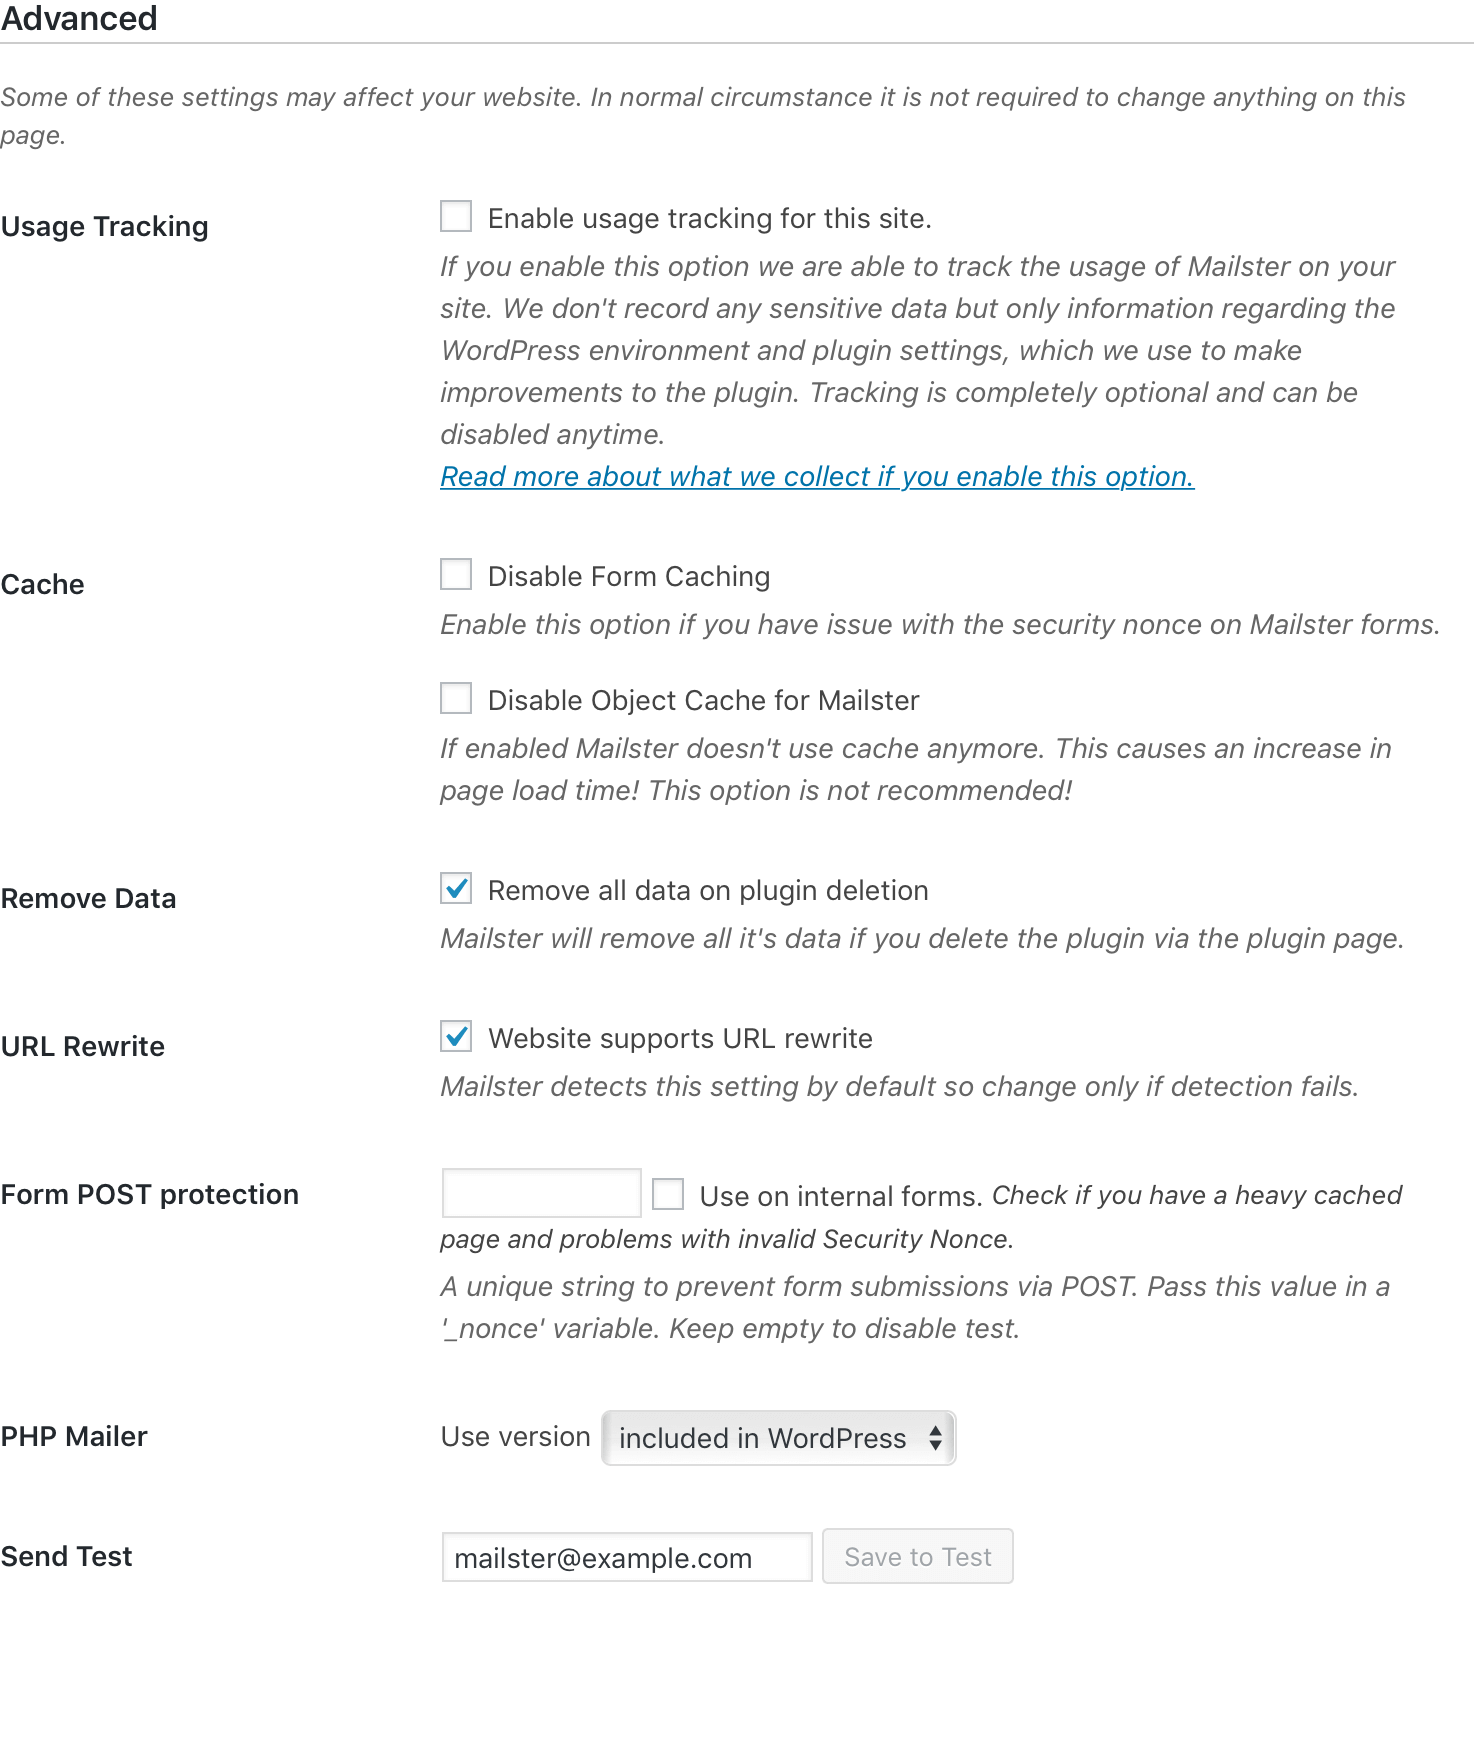 Advanced
Some of these settings may affect your website. In normal circumstance it is not required to change anything on this
page.
Usage Tracking
Enable usage tracking for this site.
If you enable this option we are able to track the usage of Mailster on your
site. We don't record any sensitive data but only information regarding the
WordPress environment and plugin settings, which we use to make
improvements to the plugin. Tracking is completely optional and can be
disabled anytime.
Read more about what we collect if you enable this option.
Cache
Disable Form Caching
Enable this option if you have issue with the security nonce on Mailster forms.
Disable Object Cache for Mailster
If enabled Mailster doesn't use cache anymore. This causes an increase in
page load time! This option is not recommended!
Remove Data
Remove all data on plugin deletion
Mailster will remove all it's data if you delete the plugin via the plugin page.
URL Rewrite
Website supports URL rewrite
Mailster detects this setting by default so change only if detection fails.
Form POST protection
Use on internal forms. Check if you have a heavy cached
page and problems with invalid Security Nonce.
A unique string to prevent form submissions via POST. Pass this value in a
'_nonce' variable. Keep empty to disable test.
PHP Mailer
Use version included in WordPress
Send Test
mailster@example.com Save to Test